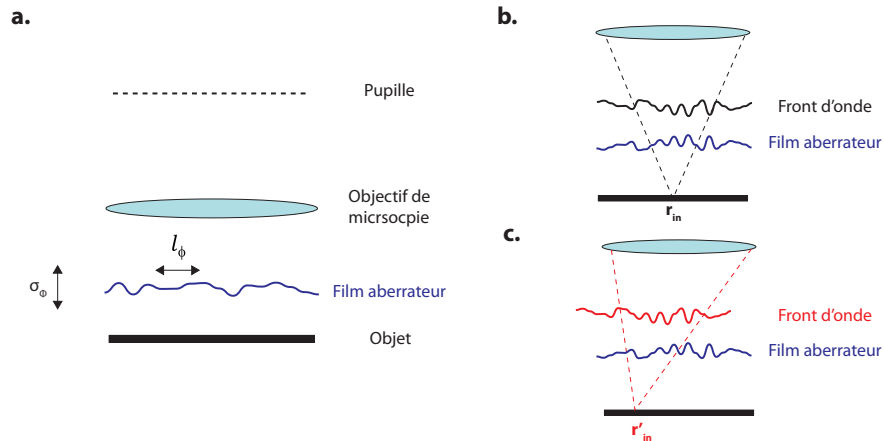 a.
Pupille
Objectif de
micrsocpie
l_ϕ
σ_Φ
Film aberrateur
Objet
b.
Front d'onde
Film aberrateur
r_in
c.
Front d'onde
Film aberrateur
r'_in